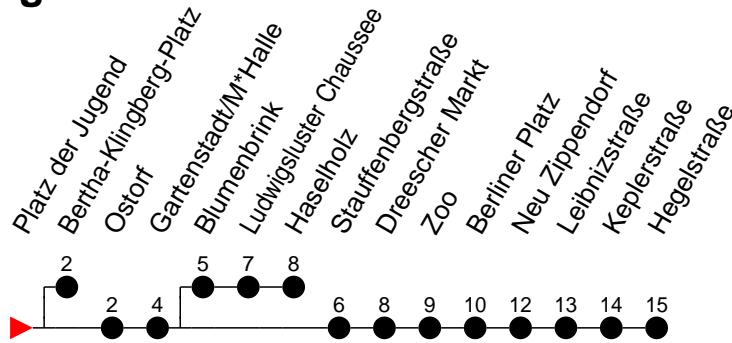 Platz der Jugend
Bertha-Klingberg-Platz
Ostorf
Gartenstadt/M*Halle
Blumenbrink
Ludwigsluster Chaussee
Haselholz
Stauffenbergstraße
Dreescher Markt
Zoo
Berliner Platz
Neu Zippendorf
Leibnizstraße
Keplerstraße
Hegelstraße
2 5 7 8
2 4 6 8 9 10 12 13 14 15